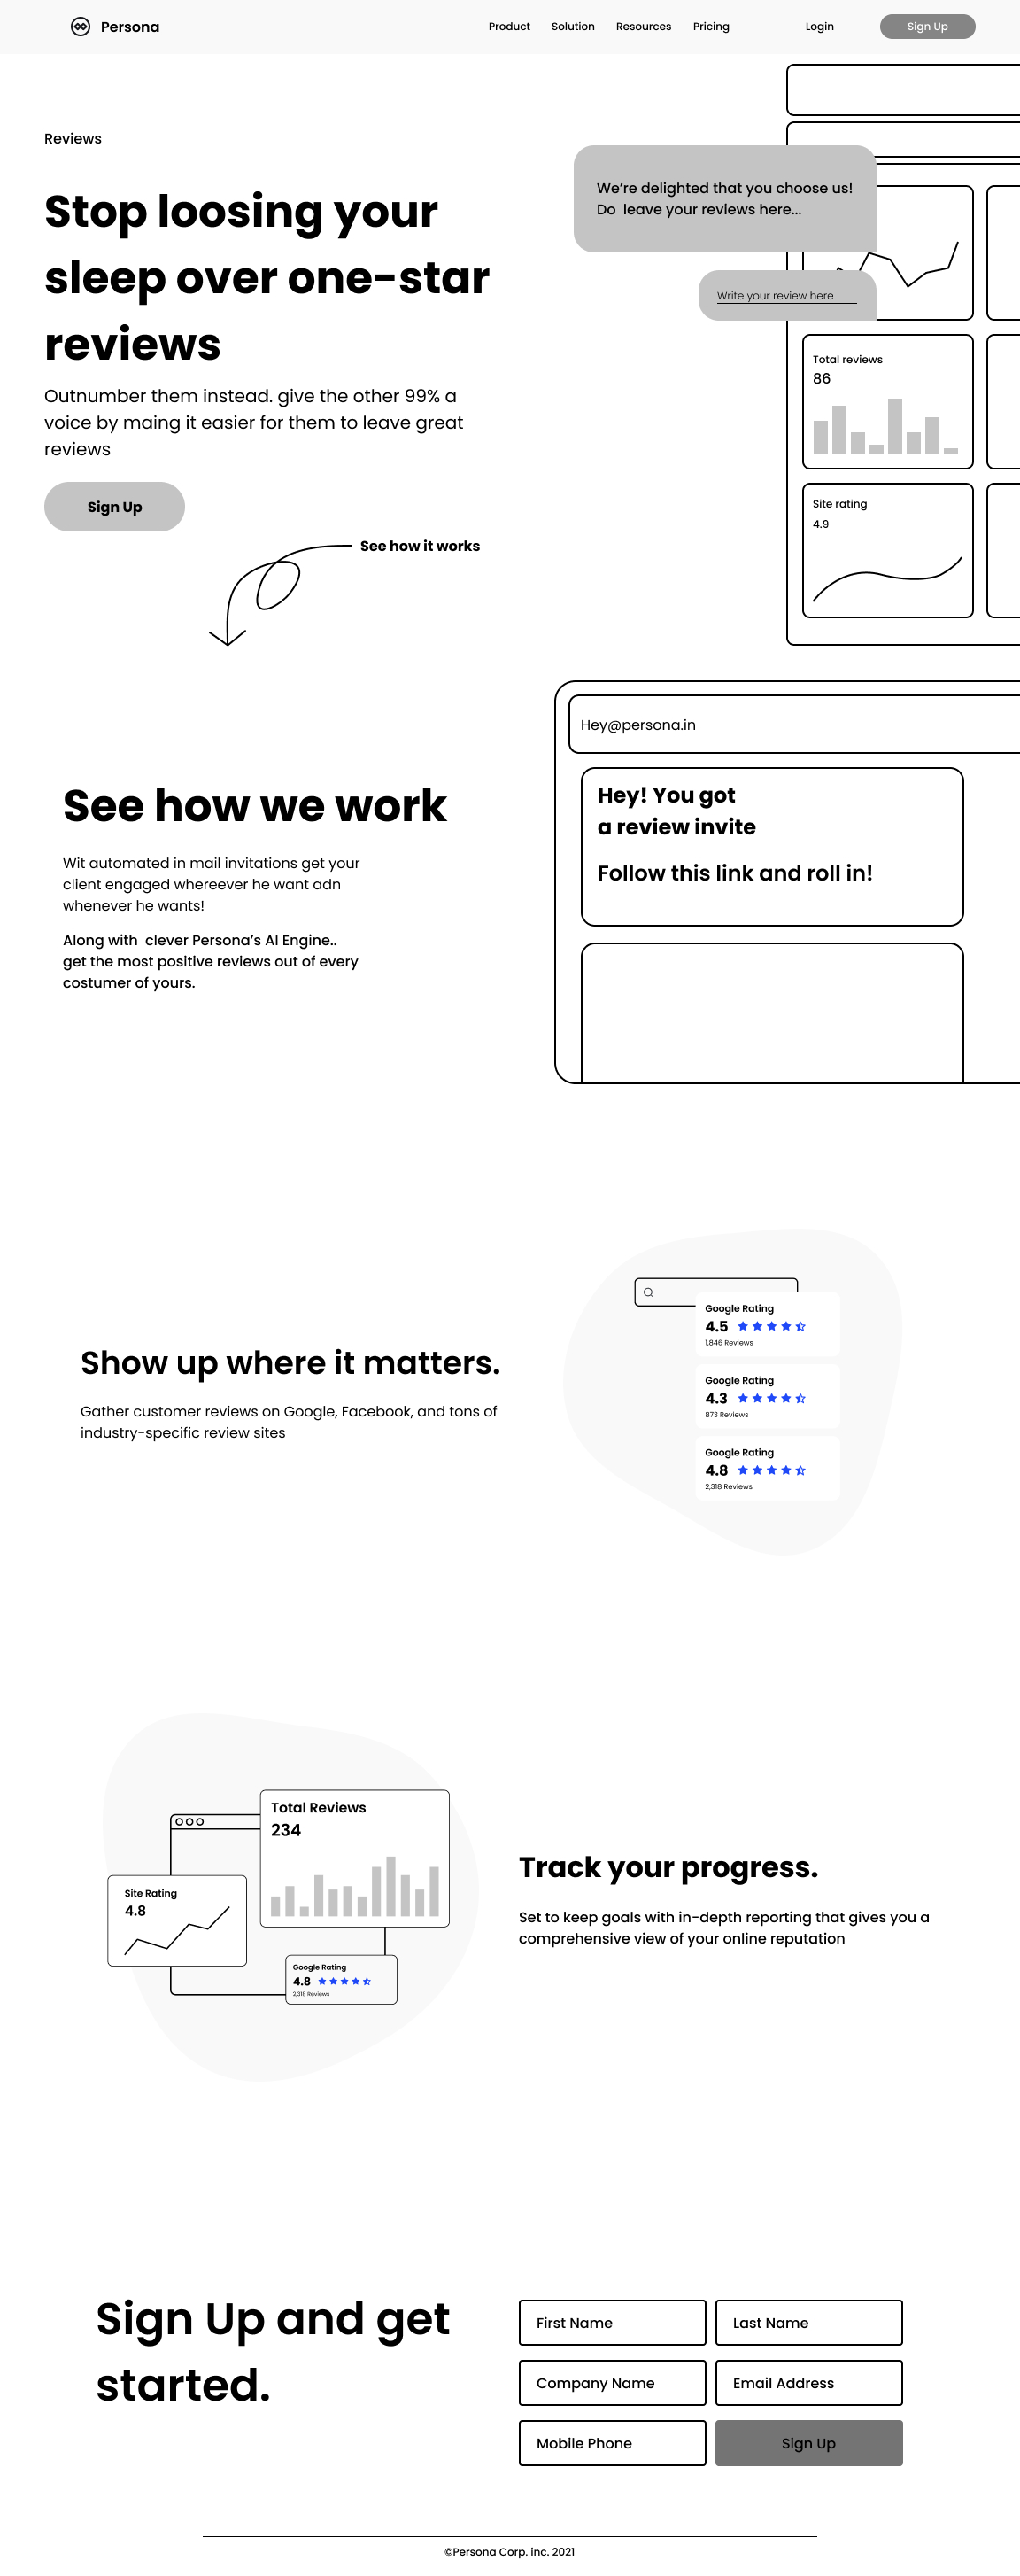 Persona
Product Solution Resources Pricing Login Sign Up
Reviews
Stop loosing your
sleep over one-star
reviews
Outnumber them instead. give the other 99% a
voice by maing it easier for them to leave great
reviews
Sign Up
See how it works
We’re delighted that you choose us!
Do  leave your reviews here...
Write your review here
Total reviews
86
Site rating
4.9
See how we work
Wit automated in mail invitations get your
client engaged whereever he want adn
whenever he wants!
Along with  clever Persona’s AI Engine..
get the most positive reviews out of every
costumer of yours.
Hey@persona.in
Hey! You got
a review invite
Follow this link and roll in!
Show up where it matters.
Gather customer reviews on Google, Facebook, and tons of
industry-specific review sites
Google Rating
4.5
1,846 Reviews
Google Rating
4.3
873 Reviews
Google Rating
4.8
2,318 Reviews
Total Reviews
234
Site Rating
4.8
Google Rating
4.8
2,318 Reviews
Track your progress.
Set to keep goals with in-depth reporting that gives you a
comprehensive view of your online reputation
Sign Up and get
started.
First Name
Last Name
Company Name
Email Address
Mobile Phone
Sign Up
©Persona Corp. inc. 2021